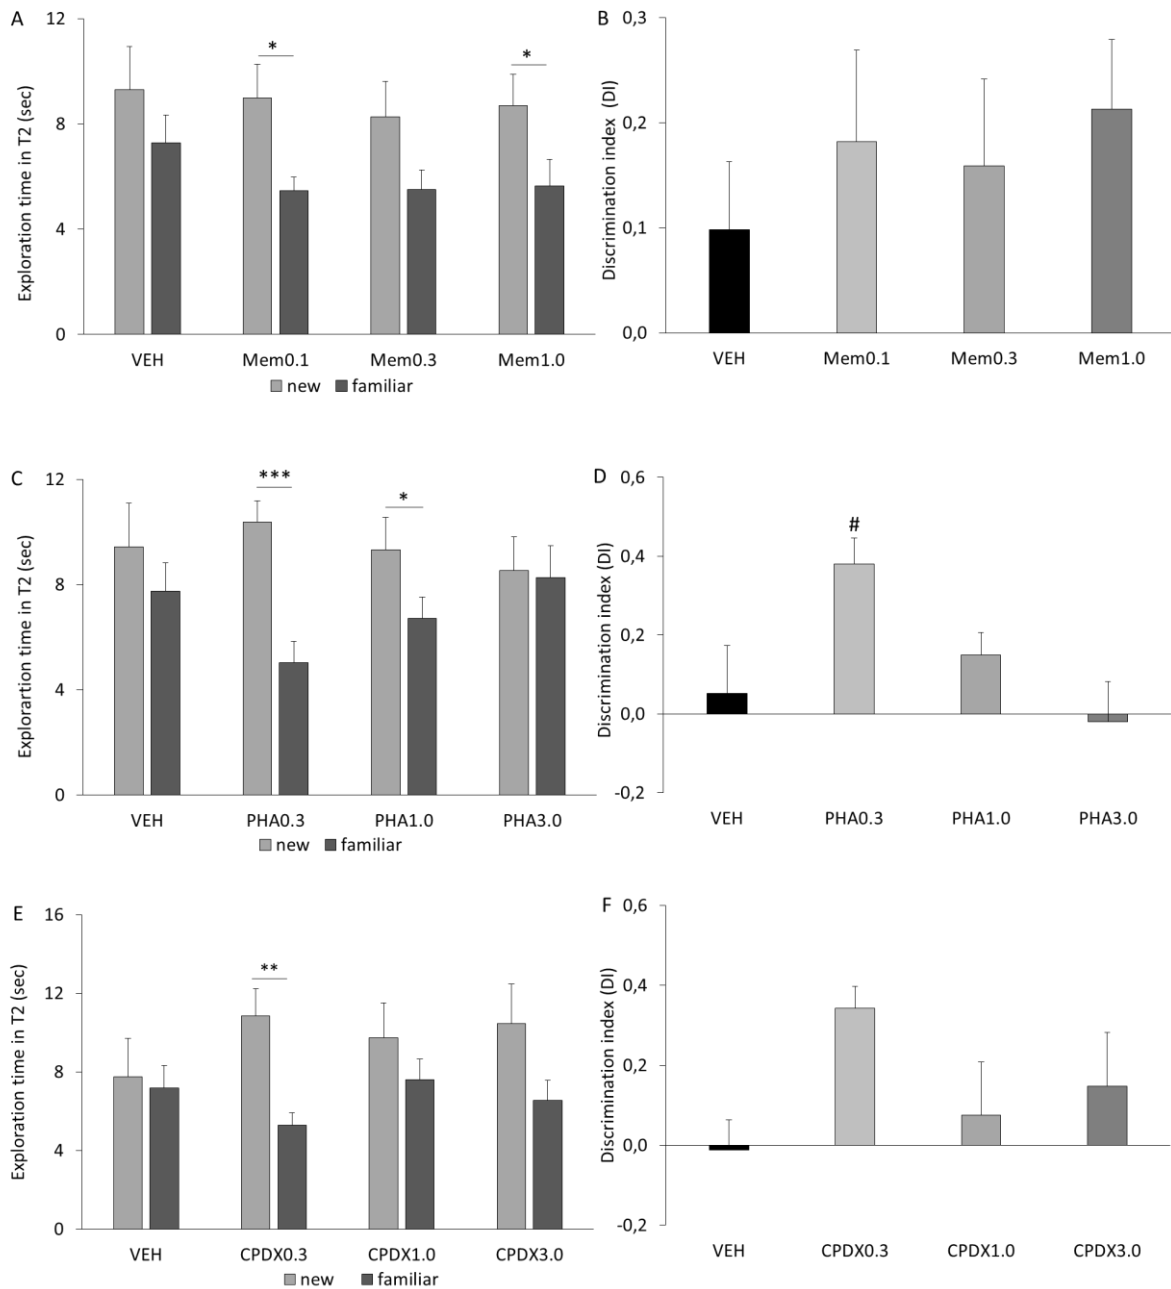 A
Exploration time in T2 (sec)
12
8
4
0
*
*
VEH Mem0.1 Mem0.3 Mem1.0
new familiar
B
Discrimination index (DI)
0,3
0,2
0,1
0,0
VEH Mem0.1 Mem0.3 Mem1.0
C
Explorartion time in T2 (sec)
12
8
4
0
***
*
VEH PHA0.3 PHA1.0 PHA3.0
new familiar
D
Discrimination index (DI)
0,6
0,4
0,2
0,0
-0,2
#
VEH PHA0.3 PHA1.0 PHA3.0
E
Exploration time in T2 (sec)
16
12
8
4
0
**
VEH CPDX0.3 CPDX1.0 CPDX3.0
new familiar
F
Discrimination index (DI)
0,6
0,4
0,2
0,0
-0,2
VEH CPDX0.3 CPDX1.0 CPDX3.0